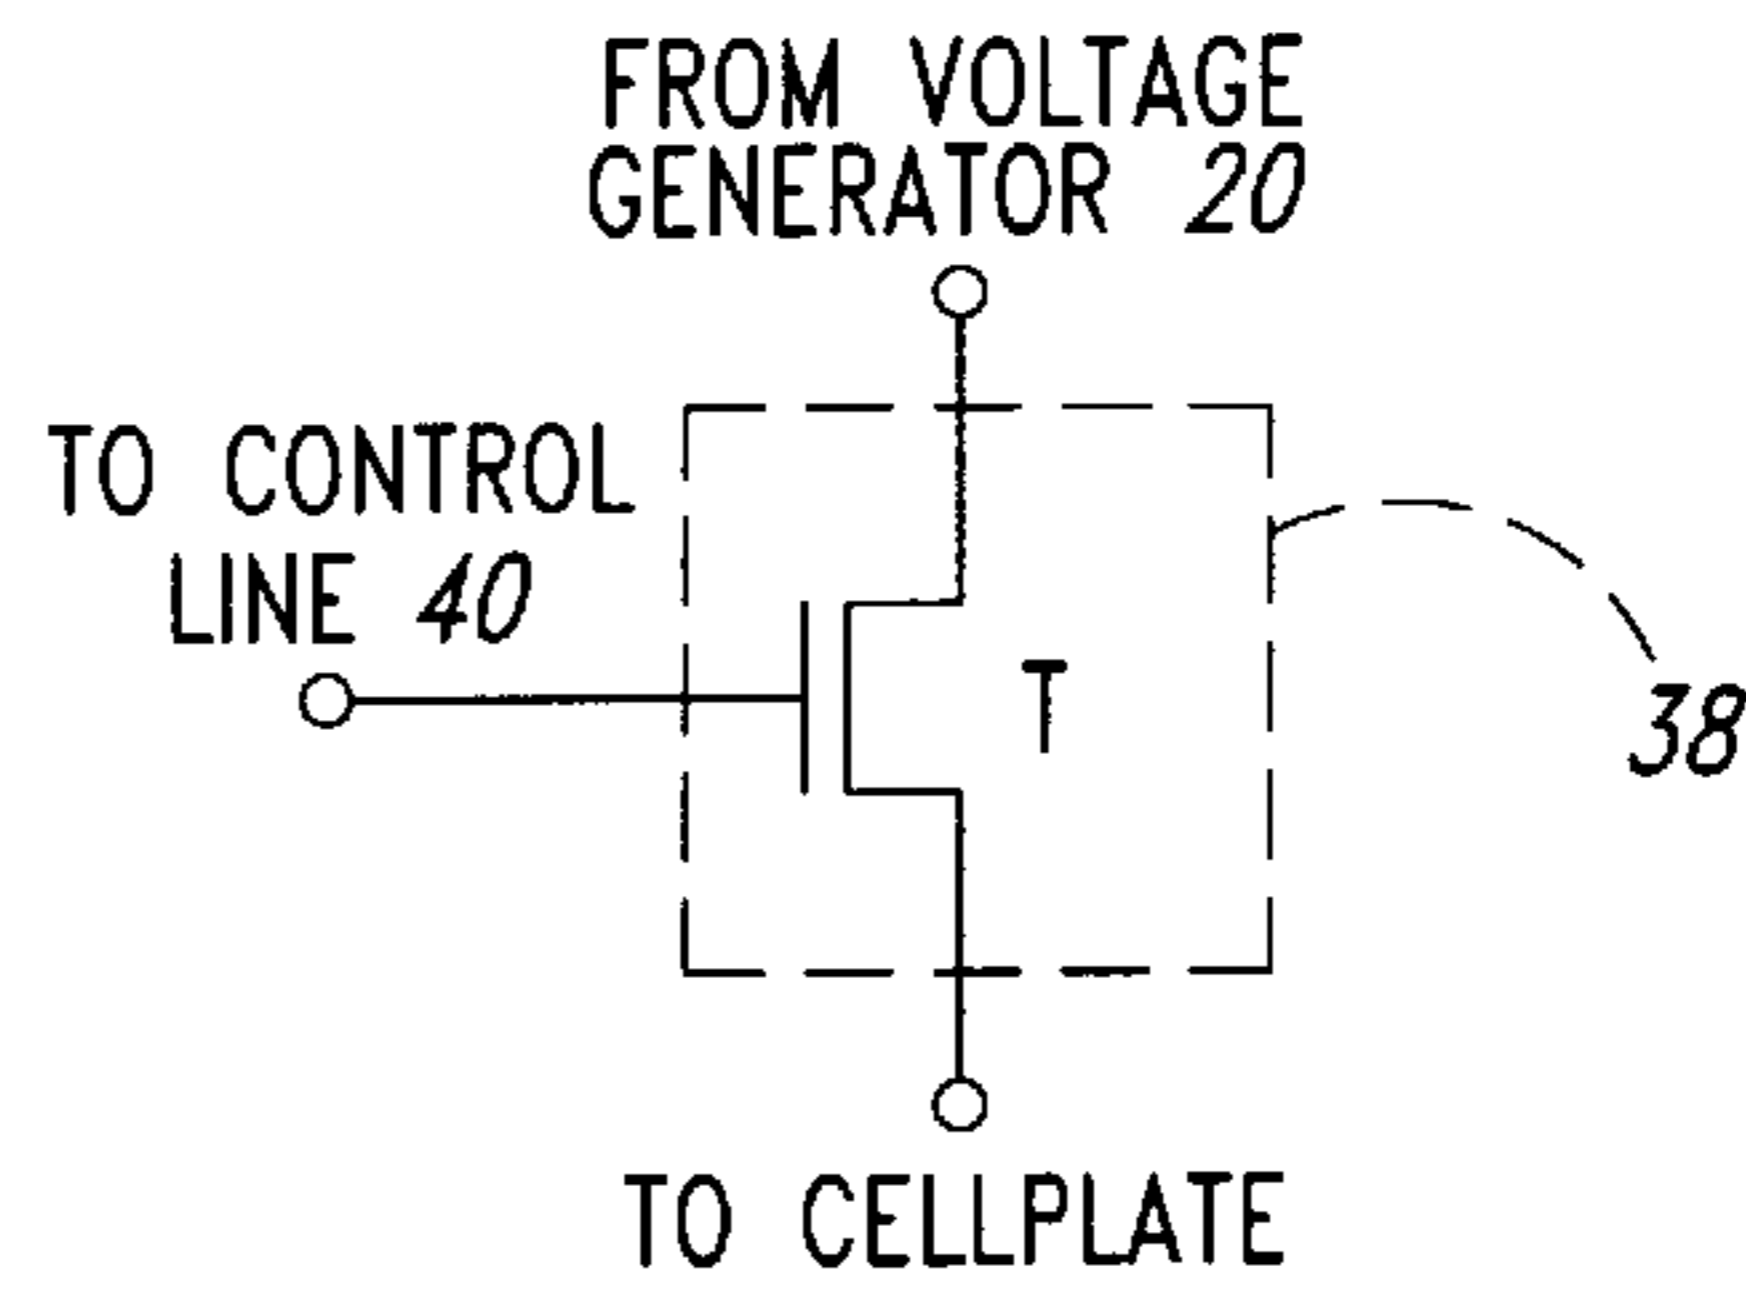 FROM VOLTAGE
GENERATOR 20
TO CONTROL
LINE 40
T
38
TO CELLPLATE